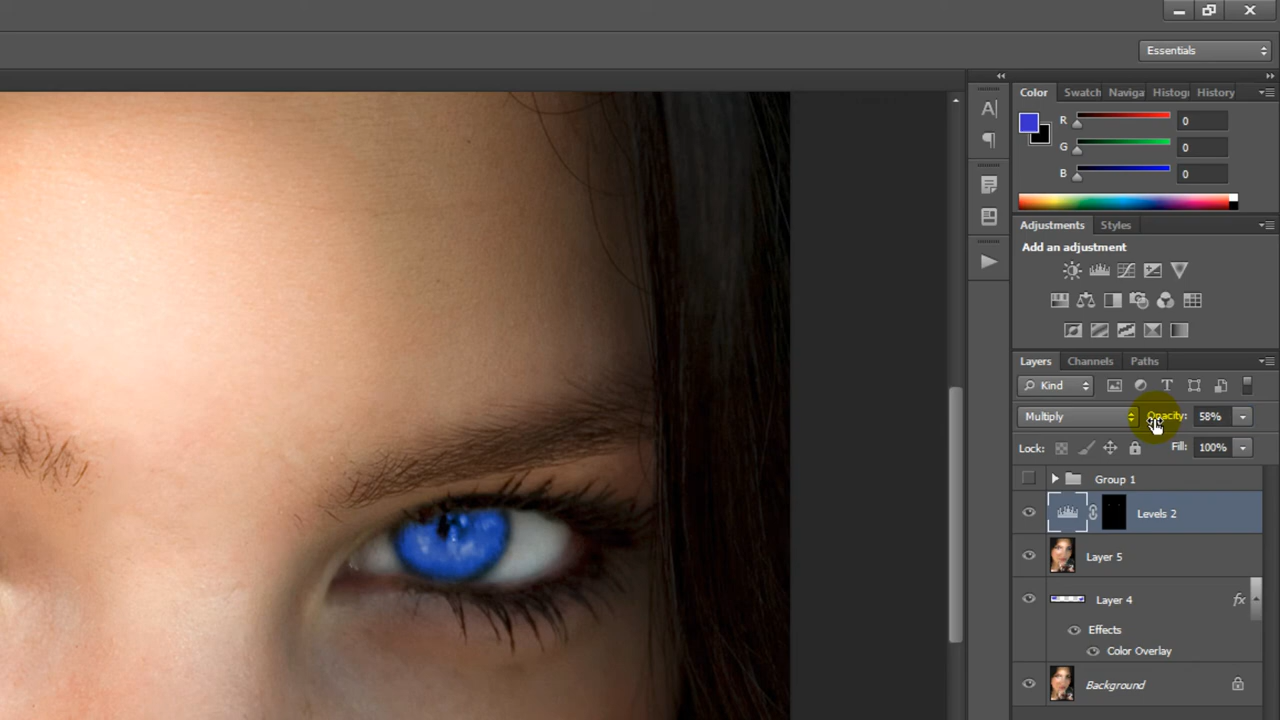 Essentials
Color Swatch Naviga Histog History
R 0
G 0
B 0
Adjustments Styles
Add an adjustment
Layers Channels Paths
Kind
Multiply Opacity: 58%
Lock: Fill: 100%
Group 1
Levels 2
Layer 5
Layer 4 fx
Effects
Color Overlay
Background